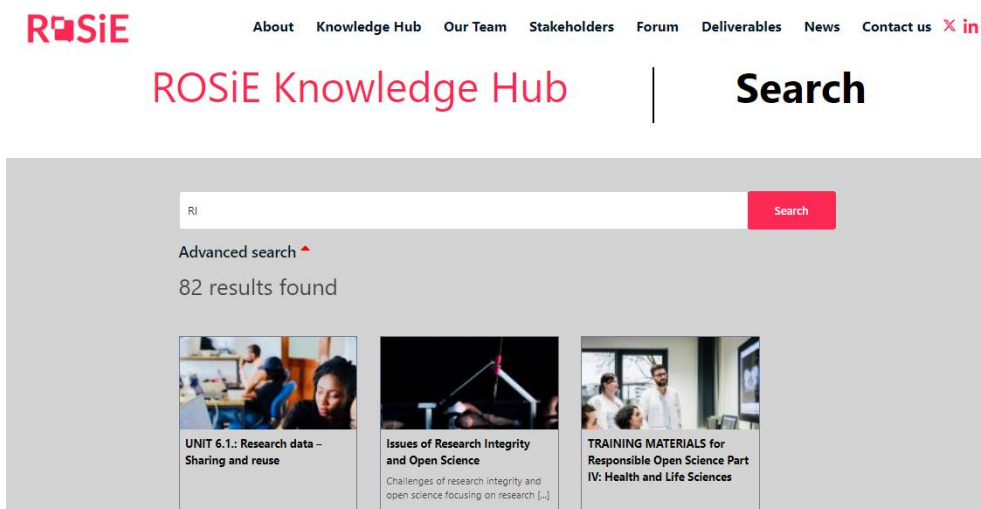 ROSiE
About Knowledge Hub Our Team Stakeholders Forum Deliverables News Contact us X in
ROSiE Knowledge Hub | Search
RI
Search
Advanced search
82 results found
UNIT 6.1.: Research data –
Sharing and reuse
Issues of Research Integrity
and Open Science
Challenges of research integrity and
open science focusing on research [...]
TRAINING MATERIALS for
Responsible Open Science Part
IV: Health and Life Sciences